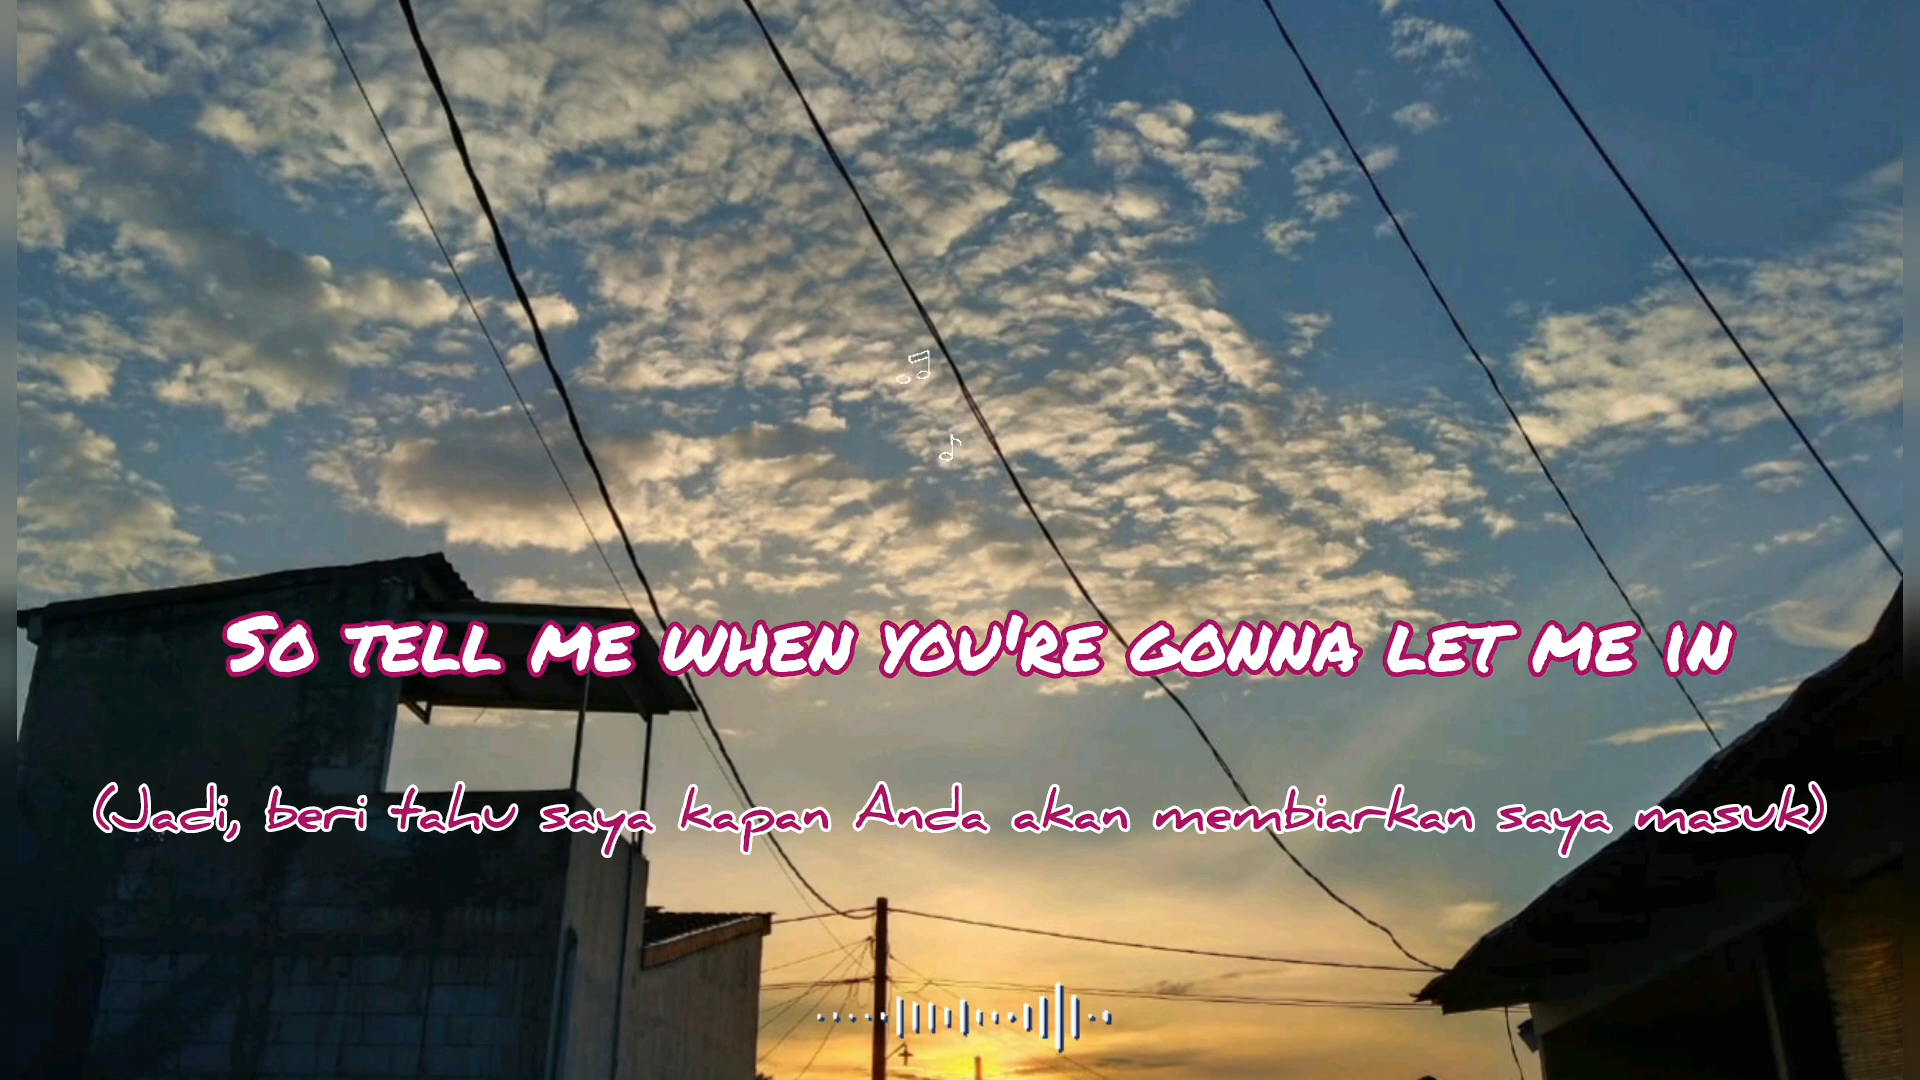 So tell me when you're gonna let me in
(Jadi, beri tahu saya kapan Anda akan membiarkan saya masuk)